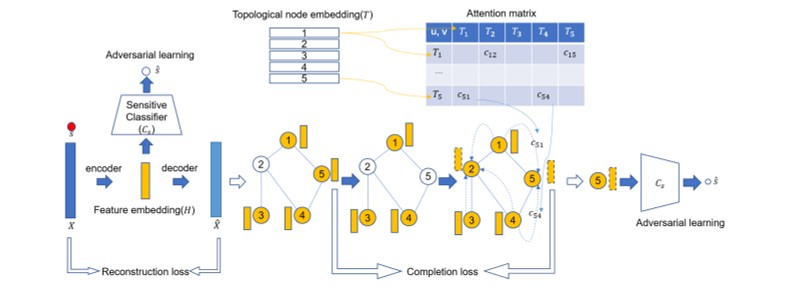 Topological node embedding(T)
1
2
3
4
5
Attention matrix
u, v T₁ T₂ T₃ T₄ T₅
T₁ c₁₂ c₁₅
...
T₅ c₅₁ c₅₄
Adversarial learning
ŝ
Sensitive
Classifier
(Cₛ)
s
encoder
decoder
Feature embedding(H)
X
X̂
1
2
5
3
4
1
2
5
3
4
1
2
5
3
4
c₅₁
c₅₄
5
Cₛ
ŝ
Adversarial learning
Reconstruction loss
Completion loss